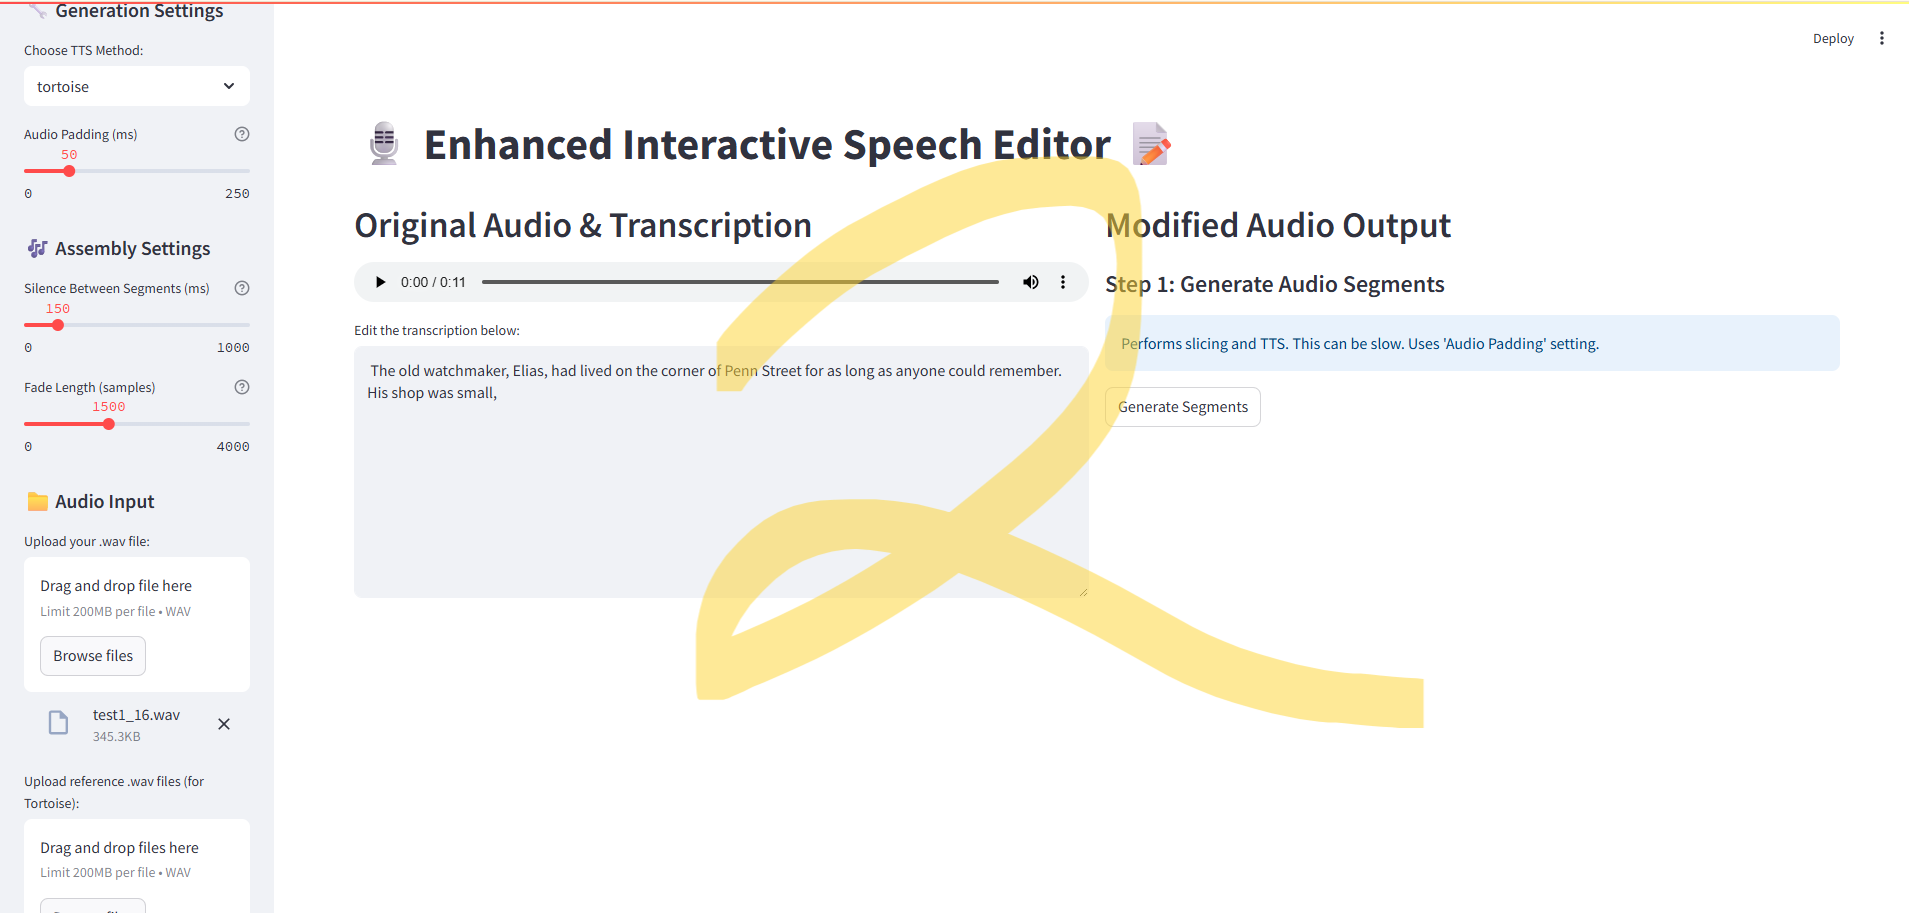 Generation Settings
Choose TTS Method:
tortoise
Audio Padding (ms)
50
0 250
Assembly Settings
Silence Between Segments (ms)
150
0 1000
Fade Length (samples)
1500
0 4000
Audio Input
Upload your .wav file:
Drag and drop file here
Limit 200MB per file • WAV
Browse files
test1_16.wav
345.3KB
Upload reference .wav files (for
Tortoise):
Drag and drop files here
Limit 200MB per file • WAV
Deploy
Enhanced Interactive Speech Editor
Original Audio & Transcription
0:00 / 0:11
Edit the transcription below:
The old watchmaker, Elias, had lived on the corner of Penn Street for as long as anyone could remember.
His shop was small,
Modified Audio Output
Step 1: Generate Audio Segments
Performs slicing and TTS. This can be slow. Uses 'Audio Padding' setting.
Generate Segments
2